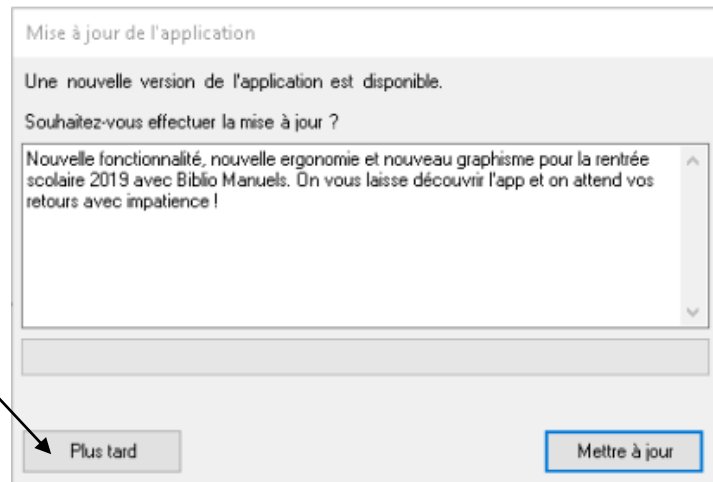 Mise à jour de l'application
Une nouvelle version de l'application est disponible.
Souhaitez-vous effectuer la mise à jour ?
Nouvelle fonctionnalité, nouvelle ergonomie et nouveau graphisme pour la rentrée
scolaire 2019 avec Biblio Manuels. On vous laisse découvrir l'app et on attend vos
retours avec impatience !
Plus tard
Mettre à jour